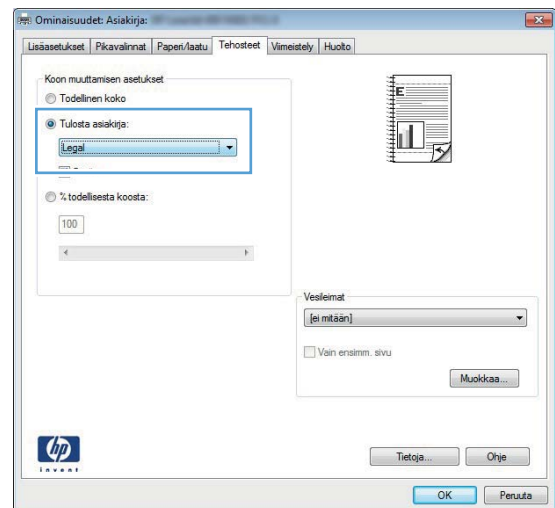 Ominaisuudet: Asiakirja:
Lisäasetukset Pikavalinnat Paperi/laatu Tehosteet Viimeistely Huolto
Koon muuttamisen asetukset
Todellinen koko
Tulosta asiakirja:
Legal
% todellisesta koosta:
100
E
Vesileimat
[ei mitään]
Vain ensimm. sivu
Muokkaa...
hp
invent
Tietoja... Ohje
OK Peruuta